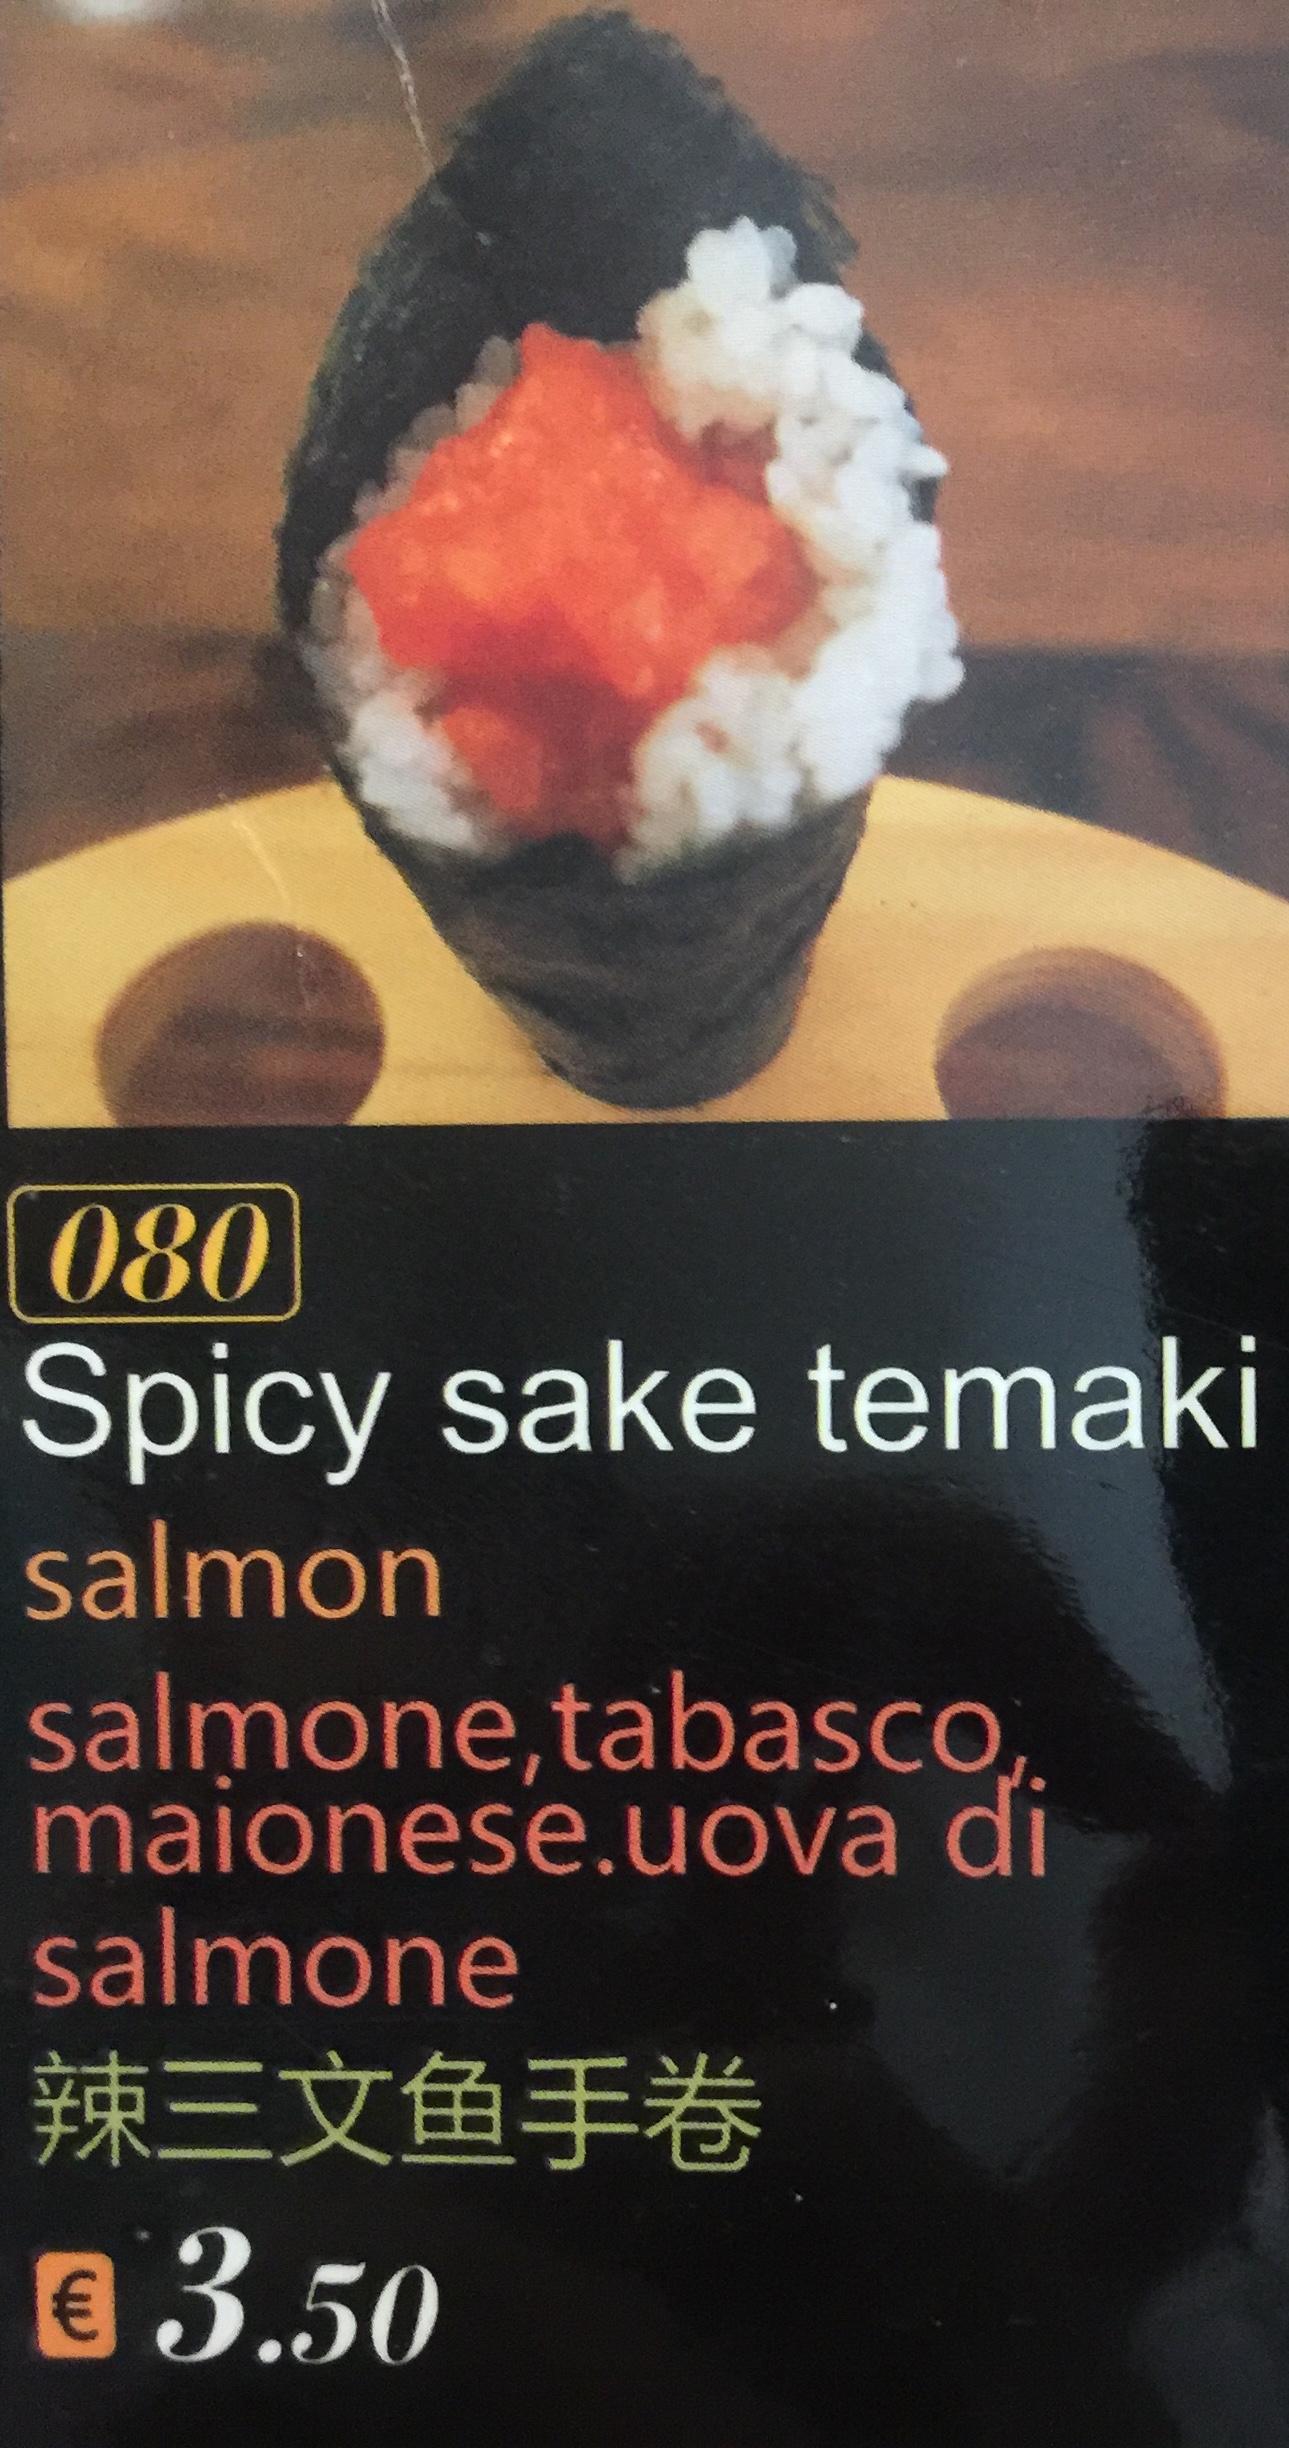 080
Spicy sake temaki
salmon
salmone,tabasco,
maionese.uova di
salmone
辣三文鱼手卷
€ 3.50